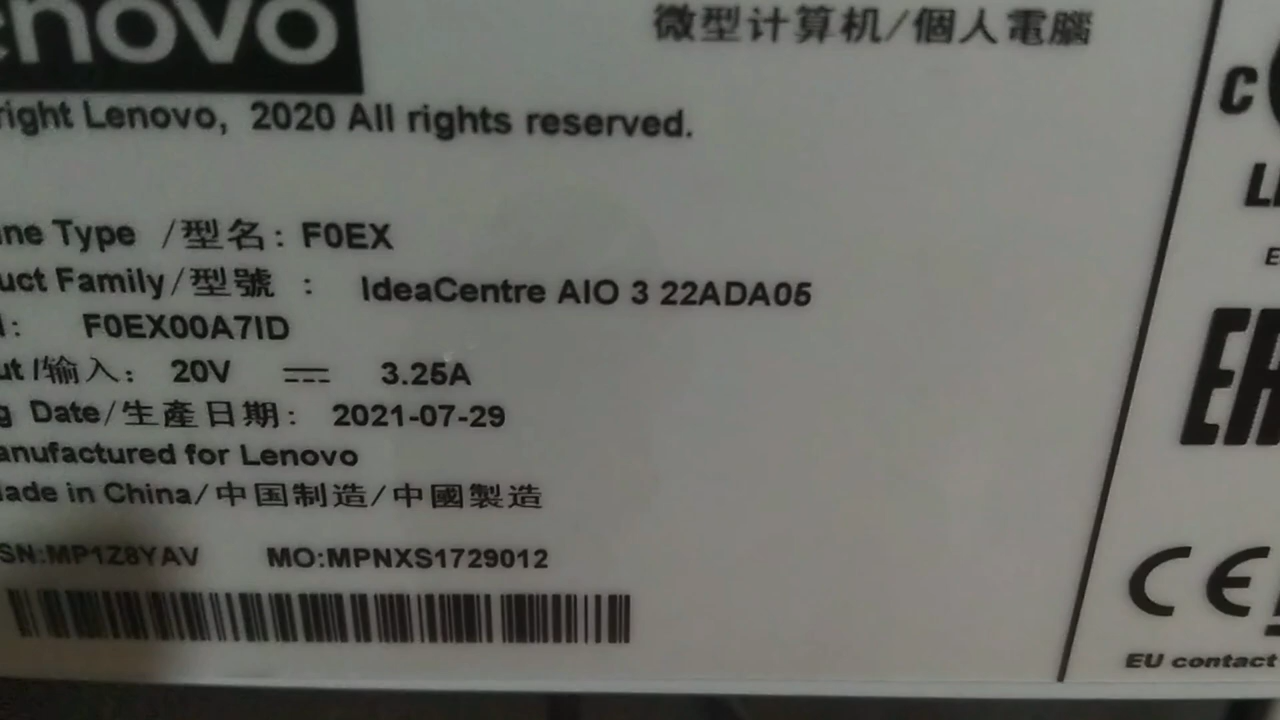 enovo
微型计算机/個人電腦
right Lenovo, 2020 All rights reserved.
ine Type /型名: F0EX
uct Family/型號 : IdeaCentre AIO 3 22ADA05
: F0EX00A7ID
ut /输入: 20V ⎓ 3.25A
g Date/生產日期: 2021-07-29
anufactured for Lenovo
ade in China/中国制造/中國製造
SN:MP1Z8YAV MO:MPNXS1729012
C
E
EAC
CE
EU contact